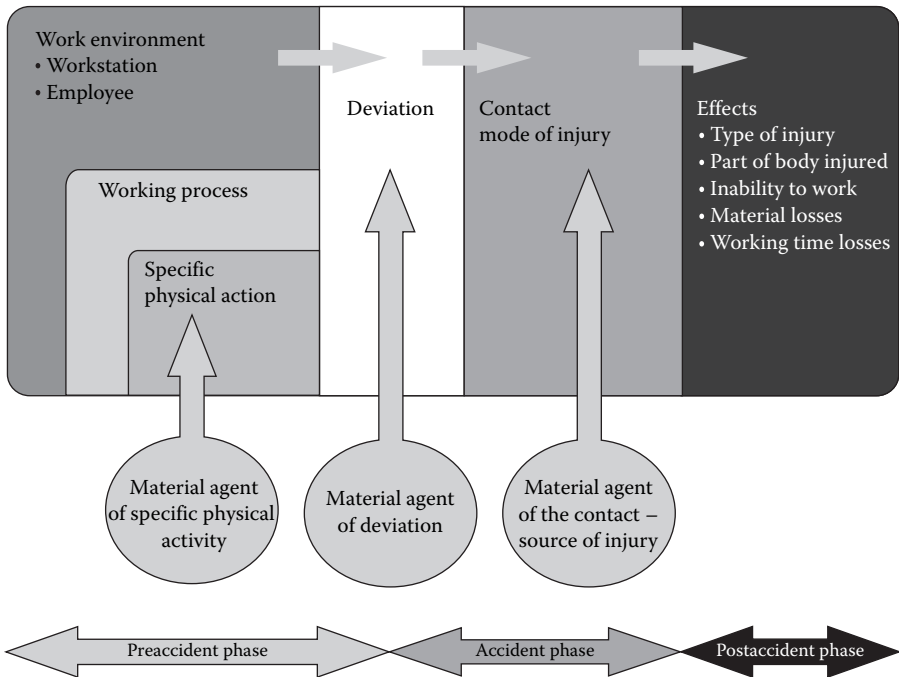 Work environment
• Workstation
• Employee
Working process
Specific
physical action
Deviation
Contact
mode of injury
Effects
• Type of injury
• Part of body injured
• Inability to work
• Material losses
• Working time losses
Material agent
of specific physical
activity
Material agent
of deviation
Material agent
of the contact –
source of injury
Preaccident phase
Accident phase
Postaccident phase